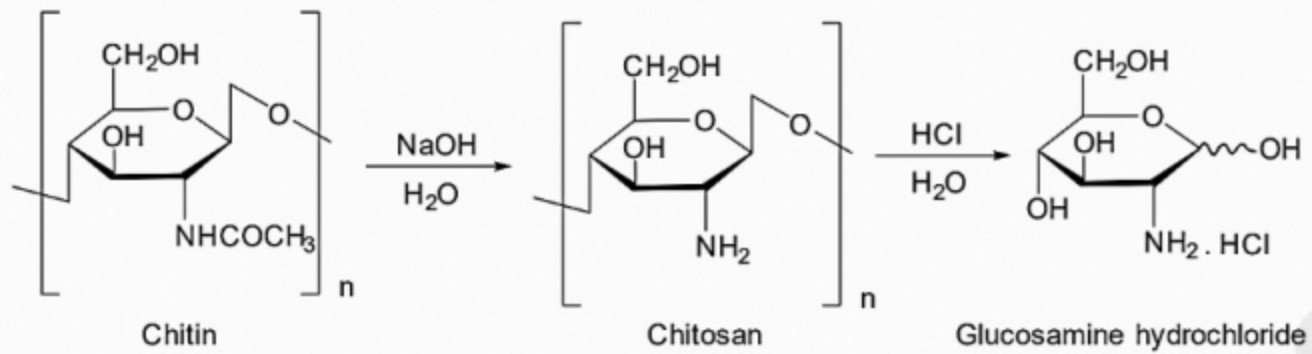 CH₂OH
O
OH
O
NHCOCH₃
n
Chitin
NaOH
H₂O
CH₂OH
O
OH
O
NH₂
n
Chitosan
HCl
H₂O
CH₂OH
O
OH
OH
OH
NH₂ . HCl
Glucosamine hydrochloride